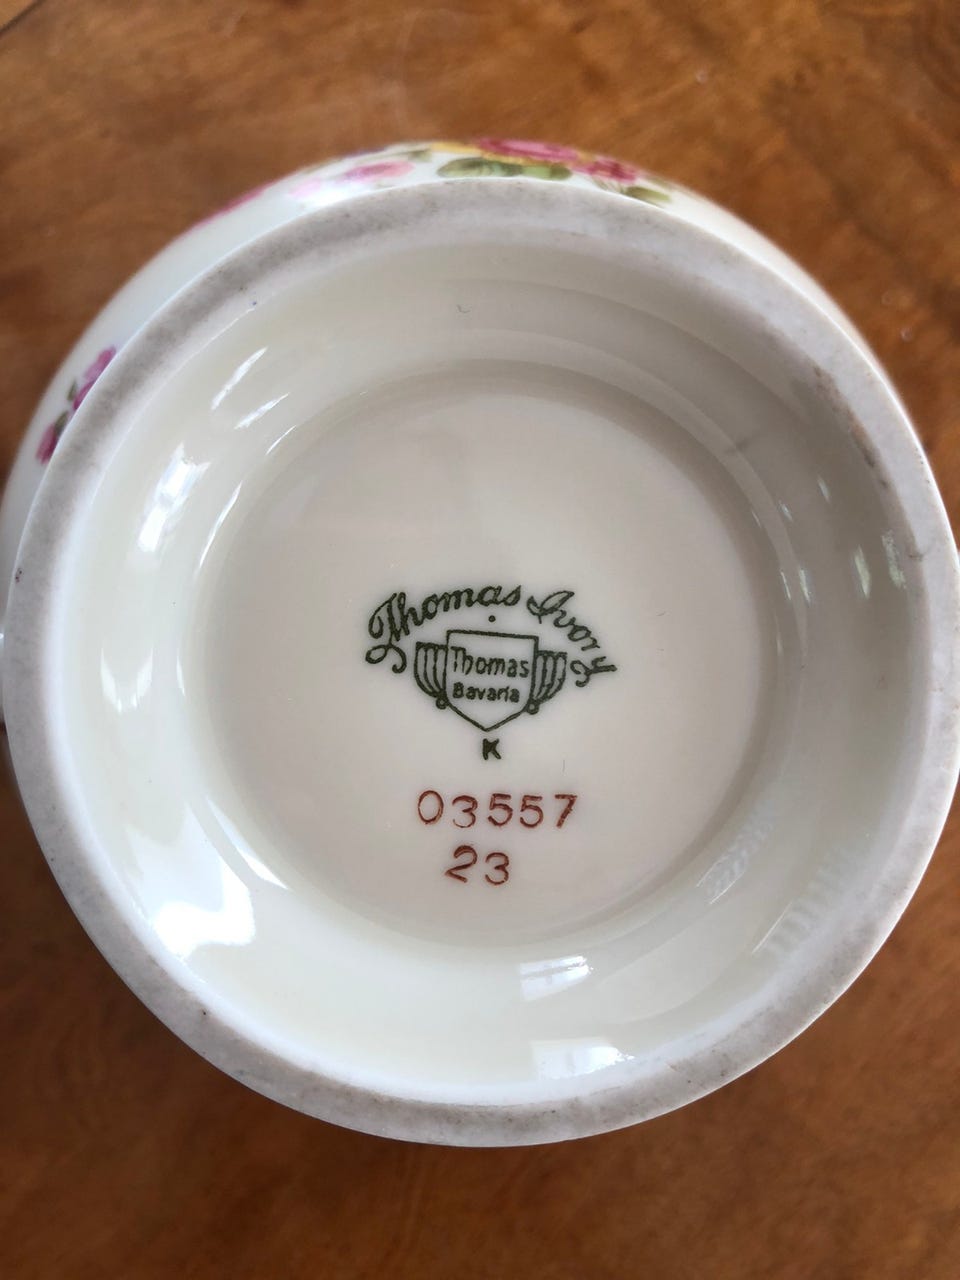 Thomas Ivory
Thomas
Bavaria
K
03557
23